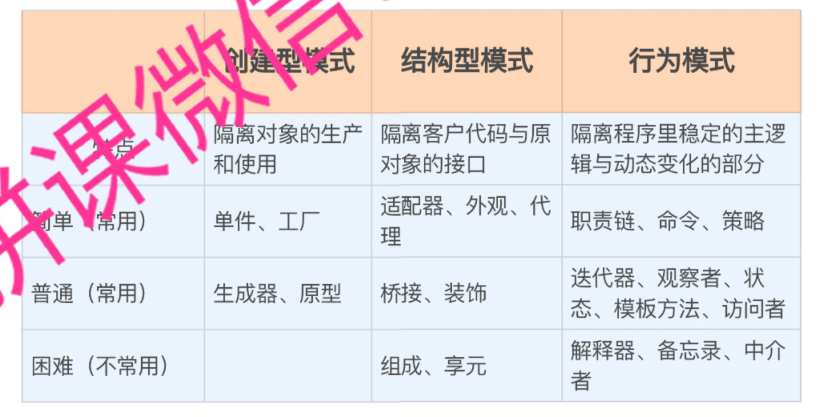 拼课微信
创建型模式 结构型模式 行为模式
特点 隔离对象的生产和使用 隔离客户代码与原对象的接口 隔离程序里稳定的主逻辑与动态变化的部分
简单（常用） 单件、工厂 适配器、外观、代理 职责链、命令、策略
普通（常用） 生成器、原型 桥接、装饰 迭代器、观察者、状态、模板方法、访问者
困难（不常用） 组成、享元 解释器、备忘录、中介者